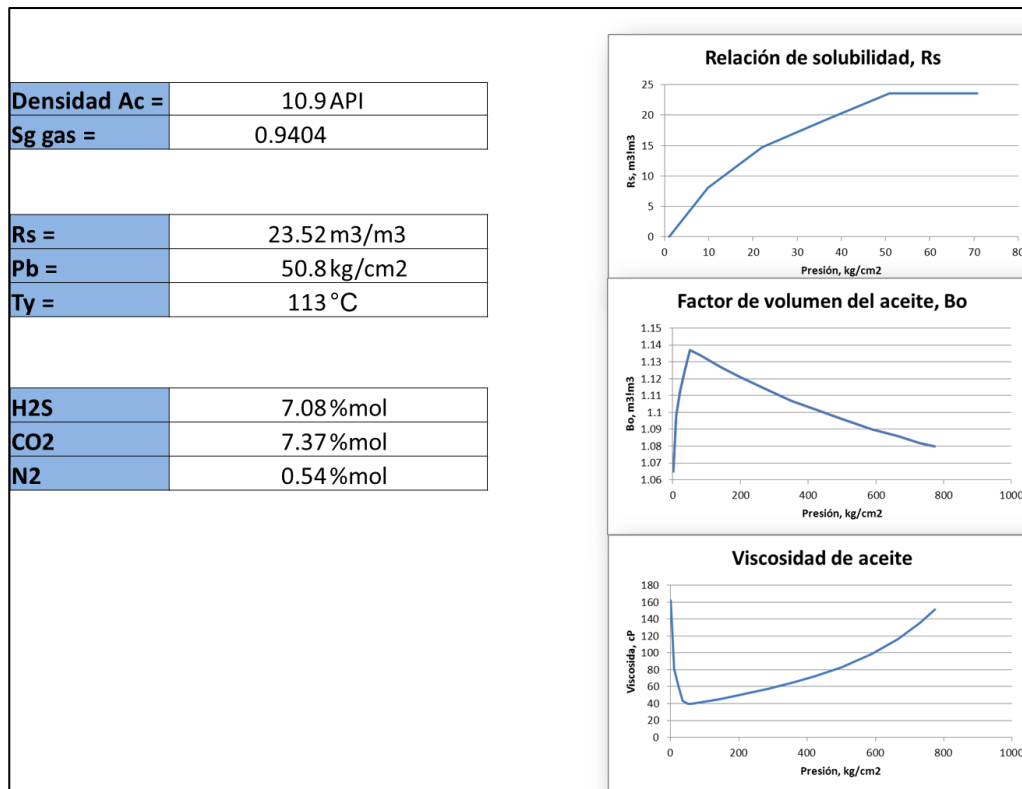 Densidad Ac = 10.9 API
Sg gas = 0.9404
Rs = 23.52 m3/m3
Pb = 50.8 kg/cm2
Ty = 113 °C
H2S 7.08 %mol
CO2 7.37 %mol
N2 0.54 %mol
Relación de solubilidad, Rs
25
20
15
10
5
0
Rs, m3!m3
0 10 20 30 40 50 60 70 80
Presión, kg/cm2
Factor de volumen del aceite, Bo
1.15
1.14
1.13
1.12
1.11
1.1
1.09
1.08
1.07
1.06
Bo, m3!m3
0 200 400 600 800 1000
Presión, kg/cm2
Viscosidad de aceite
180
160
140
120
100
80
60
40
20
0
Viscosida, cP
0 200 400 600 800 1000
Presión, kg/cm2